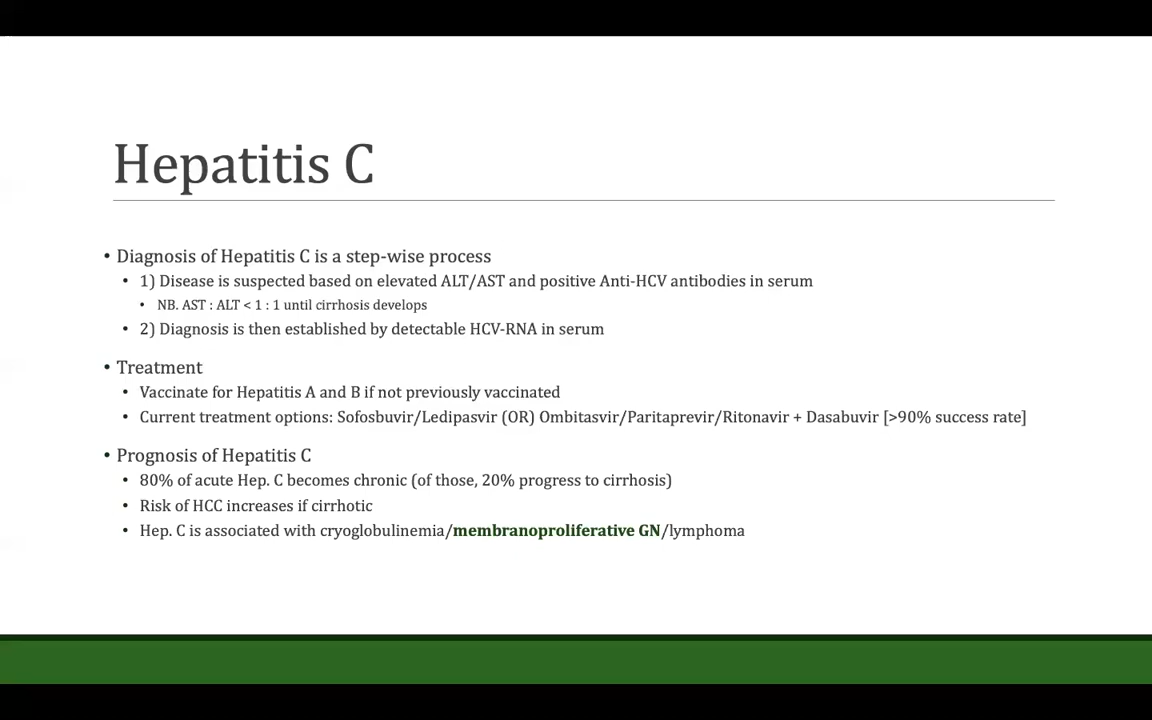 Hepatitis C
• Diagnosis of Hepatitis C is a step-wise process
• 1) Disease is suspected based on elevated ALT/AST and positive Anti-HCV antibodies in serum
• NB. AST : ALT < 1 : 1 until cirrhosis develops
• 2) Diagnosis is then established by detectable HCV-RNA in serum
• Treatment
• Vaccinate for Hepatitis A and B if not previously vaccinated
• Current treatment options: Sofosbuvir/Ledipasvir (OR) Ombitasvir/Paritaprevir/Ritonavir + Dasabuvir [>90% success rate]
• Prognosis of Hepatitis C
• 80% of acute Hep. C becomes chronic (of those, 20% progress to cirrhosis)
• Risk of HCC increases if cirrhotic
• Hep. C is associated with cryoglobulinemia/membranoproliferative GN/lymphoma